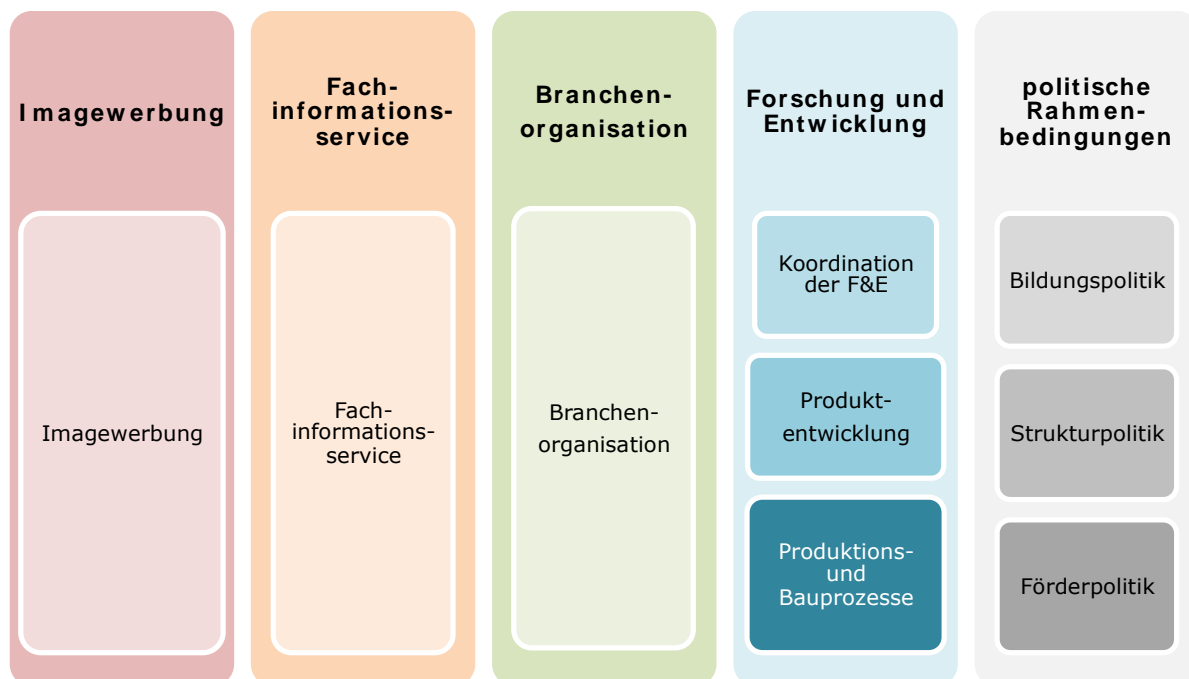 Imagewerbung
Fach-
informations-
service
Branchen-
organisation
Forschung und
Entwicklung
politische
Rahmen-
bedingungen
Imagewerbung
Fach-
informations-
service
Branchen-
organisation
Koordination
der F&E
Produkt-
entwicklung
Produktions-
und
Bauprozesse
Bildungspolitik
Strukturpolitik
Förderpolitik